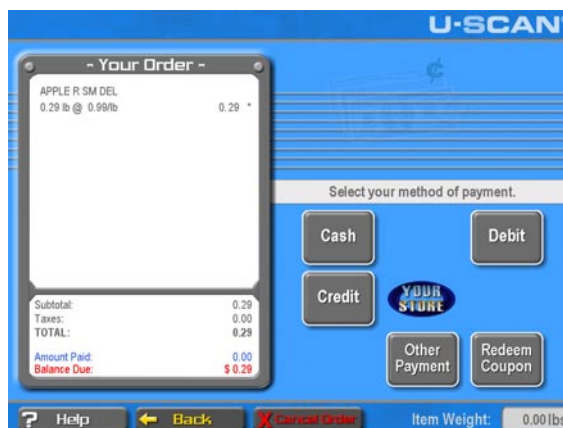 U-SCAN
- Your Order -
APPLE R SM DEL
0.29 lb @ 0.99/lb 0.29 *
Subtotal: 0.29
Taxes: 0.00
TOTAL: 0.29
Amount Paid: 0.00
Balance Due: $ 0.29
¢
Select your method of payment.
Cash
Debit
Credit
YOUR
STORE
Other
Payment
Redeem
Coupon
? Help
Back
X Cancel Order
Item Weight: 0.00 lbs